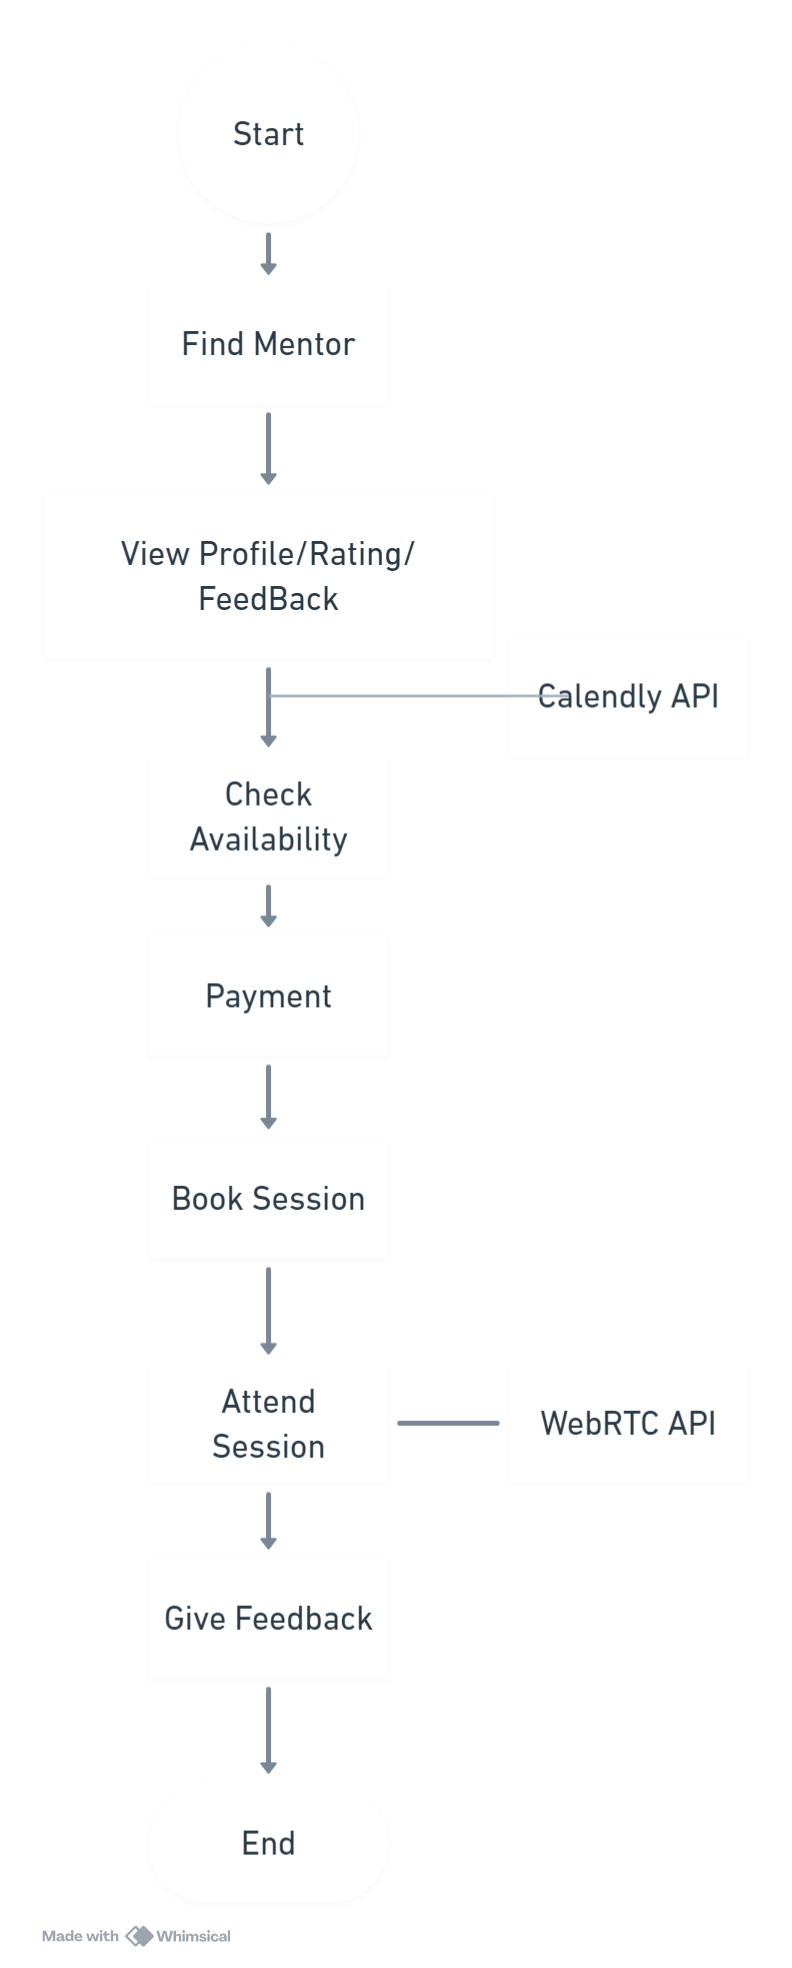 Start
Find Mentor
View Profile/Rating/
FeedBack
Calendly API
Check
Availability
Payment
Book Session
Attend
Session
WebRTC API
Give Feedback
End
Made with Whimsical